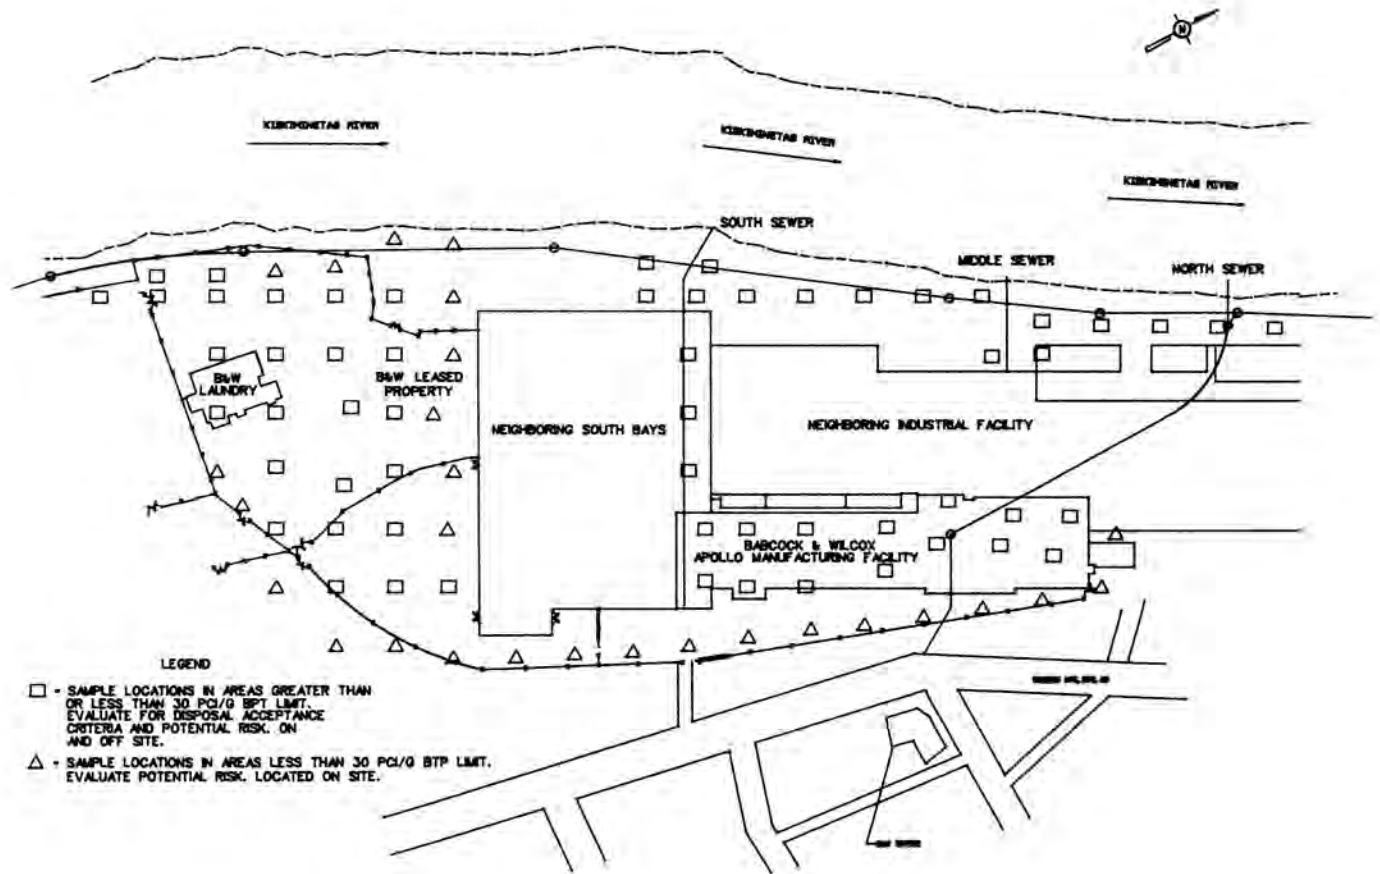 N
KISKIMINETAS RIVER
KISKIMINETAS RIVER
KISKIMINETAS RIVER
SOUTH SEWER
MIDDLE SEWER
NORTH SEWER
B&W
LAUNDRY
B&W LEASED
PROPERTY
NEIGHBORING SOUTH BAYS
NEIGHBORING INDUSTRIAL FACILITY
BABCOCK & WILCOX
APOLLO MANUFACTURING FACILITY
LEGEND
- SAMPLE LOCATIONS IN AREAS GREATER THAN
OR LESS THAN 30 PCI/G BPT LIMIT.
EVALUATE FOR DISPOSAL ACCEPTANCE
CRITERIA AND POTENTIAL RISK. ON
AND OFF SITE.
- SAMPLE LOCATIONS IN AREAS LESS THAN 30 PCI/G BTP LIMIT.
EVALUATE POTENTIAL RISK. LOCATED ON SITE.